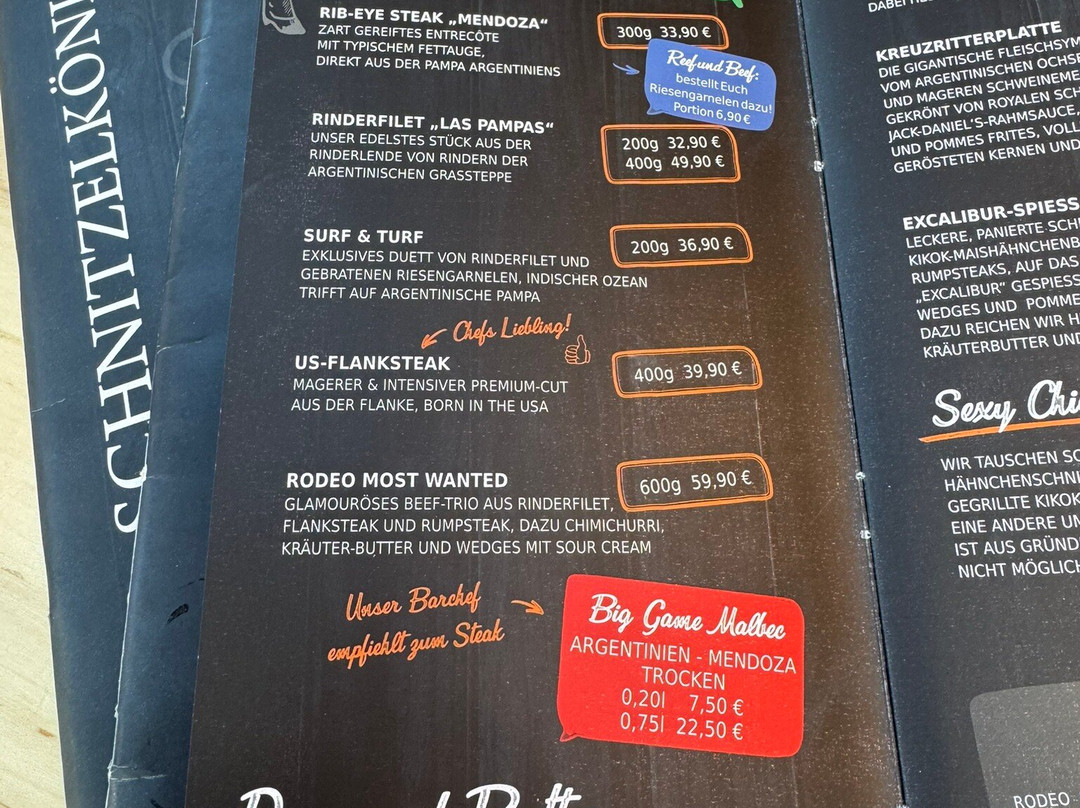 SCHNITZELKÖNI
RIB-EYE STEAK „MENDOZA“
ZART GEREIFTES ENTRECÔTE
MIT TYPISCHEM FETTAUGE,
DIREKT AUS DER PAMPA ARGENTINIENS
300g 33,90 €
Reef und Beef:
bestellt Euch
Riesengarnelen dazu!
Portion 6,90 €
RINDERFILET „LAS PAMPAS“
UNSER EDELSTES STÜCK AUS DER
RINDERLENDE VON RINDERN DER
ARGENTINISCHEN GRASSTEPPE
200g 32,90 €
400g 49,90 €
SURF & TURF
EXKLUSIVES DUETT VON RINDERFILET UND
GEBRATENEN RIESENGARNELEN, INDISCHER OZEAN
TRIFFT AUF ARGENTINISCHE PAMPA
200g 36,90 €
Chefs Liebling!
US-FLANKSTEAK
MAGERER & INTENSIVER PREMIUM-CUT
AUS DER FLANKE, BORN IN THE USA
400g 39,90 €
RODEO MOST WANTED
GLAMOURÖSES BEEF-TRIO AUS RINDERFILET,
FLANKSTEAK UND RUMPSTEAK, DAZU CHIMICHURRI,
KRÄUTER-BUTTER UND WEDGES MIT SOUR CREAM
600g 59,90 €
Unser Barchef
empfiehlt zum Steak
Big Game Malbec
ARGENTINIEN - MENDOZA
TROCKEN
0,20l 7,50 €
0,75l 22,50 €
KREUZRITTERPLATTE
DIE GIGANTISCHE FLEISCHSYM
VOM ARGENTINISCHEN OCHSE
UND MAGEREN SCHWEINEME
GEKRÖNT VON ROYALEN SCH
JACK-DANIEL'S-RAHMSAUCE,
UND POMMES FRITES, VOLL
GERÖSTETEN KERNEN UND
EXCALIBUR-SPIESS
LECKERE, PANIERTE SCH
KIKOK-MAISHÄHNCHENB
RUMPSTEAKS, AUF DAS
„EXCALIBUR“ GESPIESS
WEDGES UND POMME
DAZU REICHEN WIR H
KRÄUTERBUTTER UND
Sexy Chi
WIR TAUSCHEN SC
HÄHNCHENSCHNI
GEGRILLTE KIKOK
EINE ANDERE UM
IST AUS GRÜND
NICHT MÖGLICH
RODEO